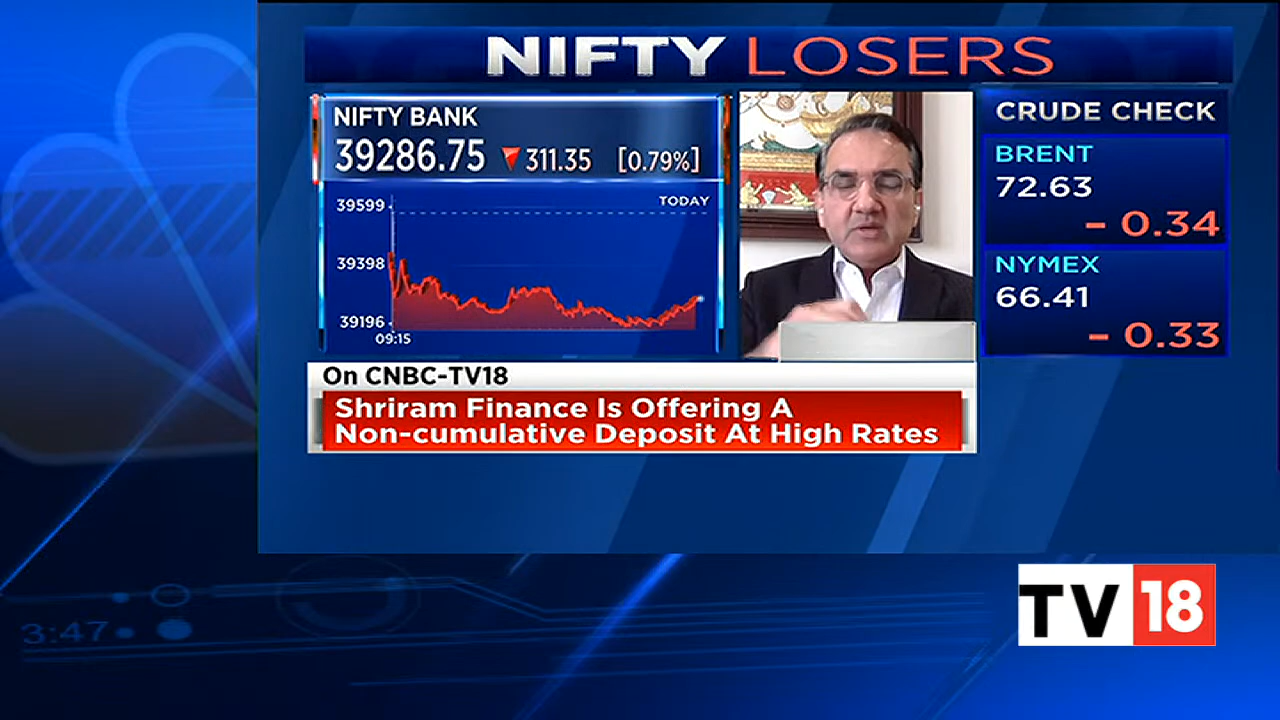 NIFTY LOSERS
NIFTY BANK
39286.75 ▼ 311.35 [0.79%]
TODAY
39599
39398
39196
09:15
CRUDE CHECK
BRENT
72.63
- 0.34
NYMEX
66.41
- 0.33
On CNBC-TV18
Shriram Finance Is Offering A
Non-cumulative Deposit At High Rates
3:47
TV18